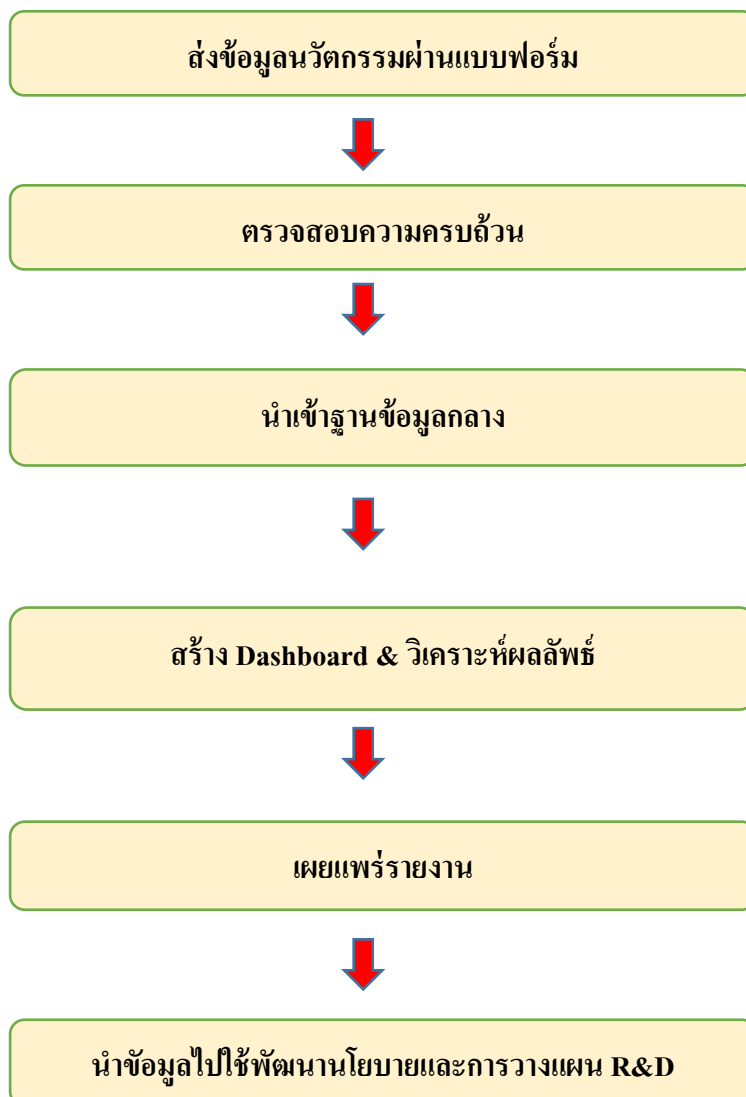 ส่งข้อมูลนวัตกรรมผ่านแบบฟอร์ม
ตรวจสอบความครบถ้วน
นำเข้าฐานข้อมูลกลาง
สร้าง Dashboard & วิเคราะห์ผลลัพธ์
เผยแพร่รายงาน
นำข้อมูลไปใช้พัฒนานโยบายและการวางแผน R&D